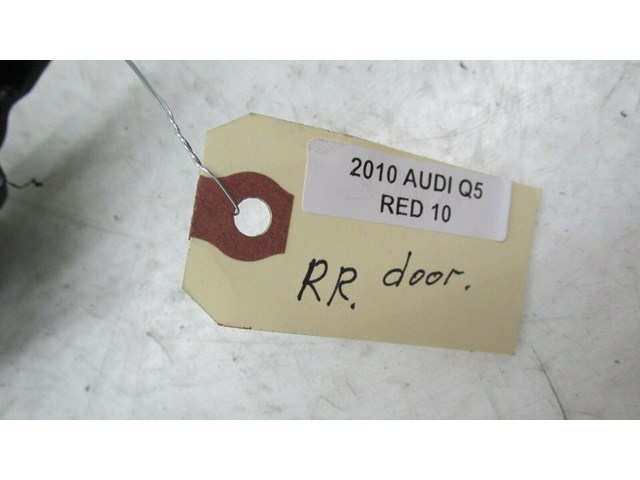 2010 AUDI Q5
RED 10
RR. door.